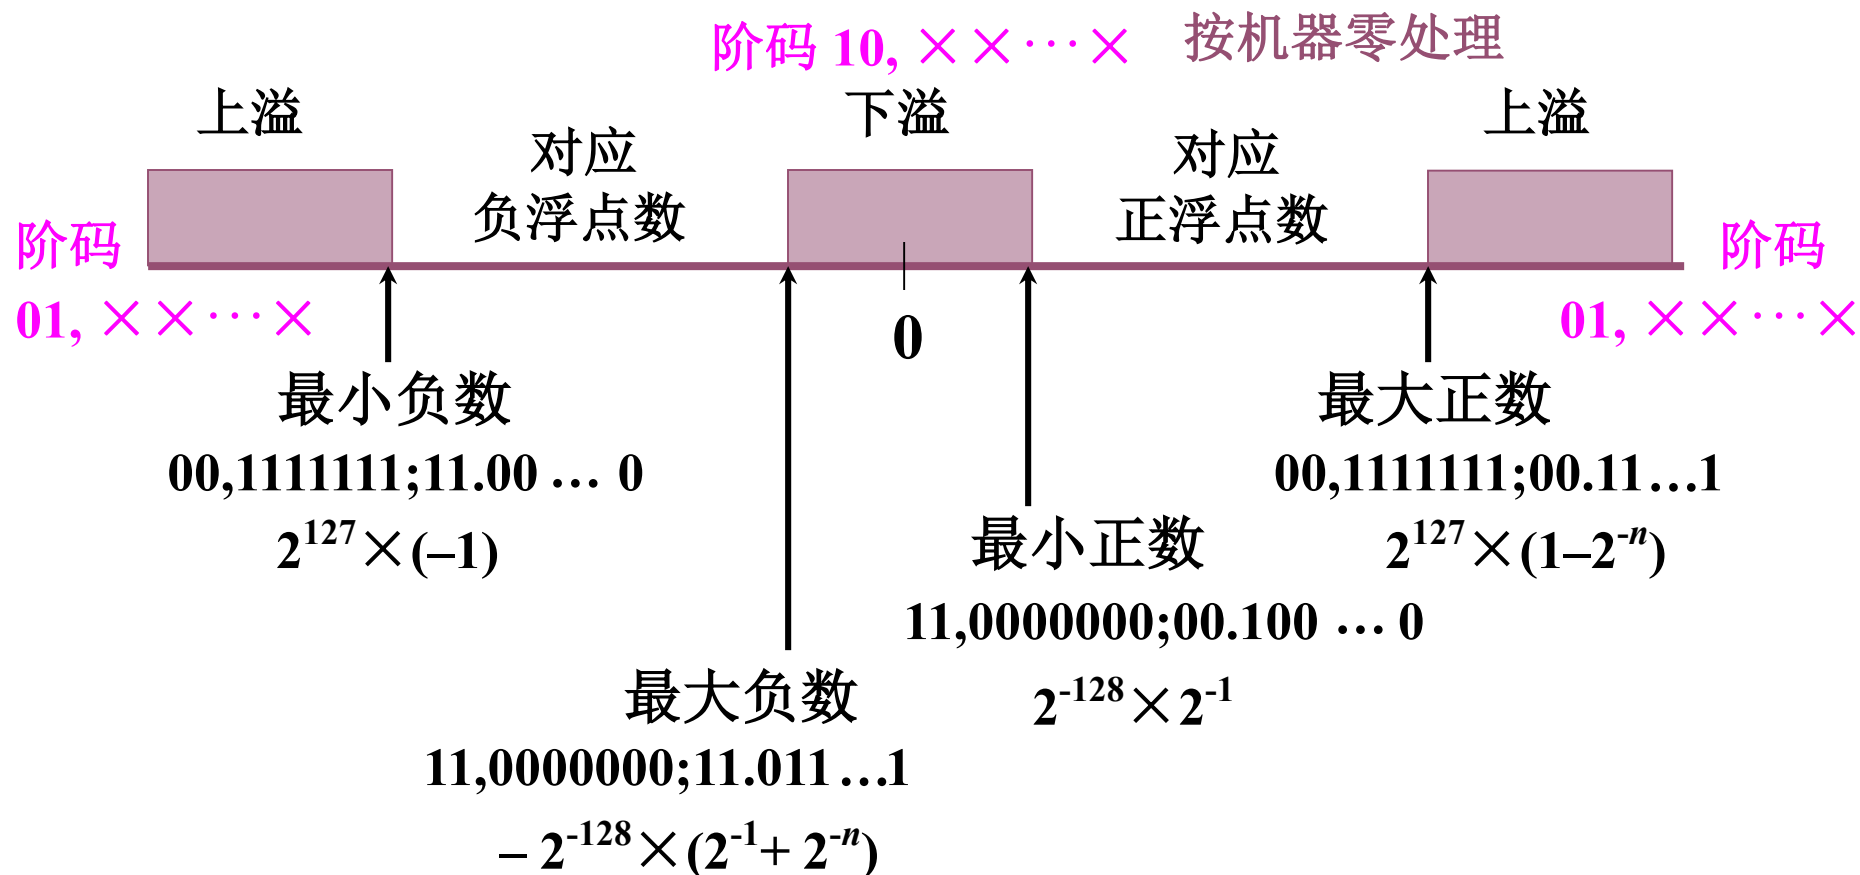 阶码 10, ××···× 按机器零处理
上溢
下溢
上溢
对应
负浮点数
对应
正浮点数
阶码
01, ××···×
阶码
01, ××···×
0
最小负数
00,1111111;11.00 … 0
2^127×(–1)
最大正数
00,1111111;00.11…1
2^127×(1–2^-n)
最小正数
11,0000000;00.100 … 0
2^-128×2^-1
最大负数
11,0000000;11.011…1
– 2^-128×(2^-1+ 2^-n)